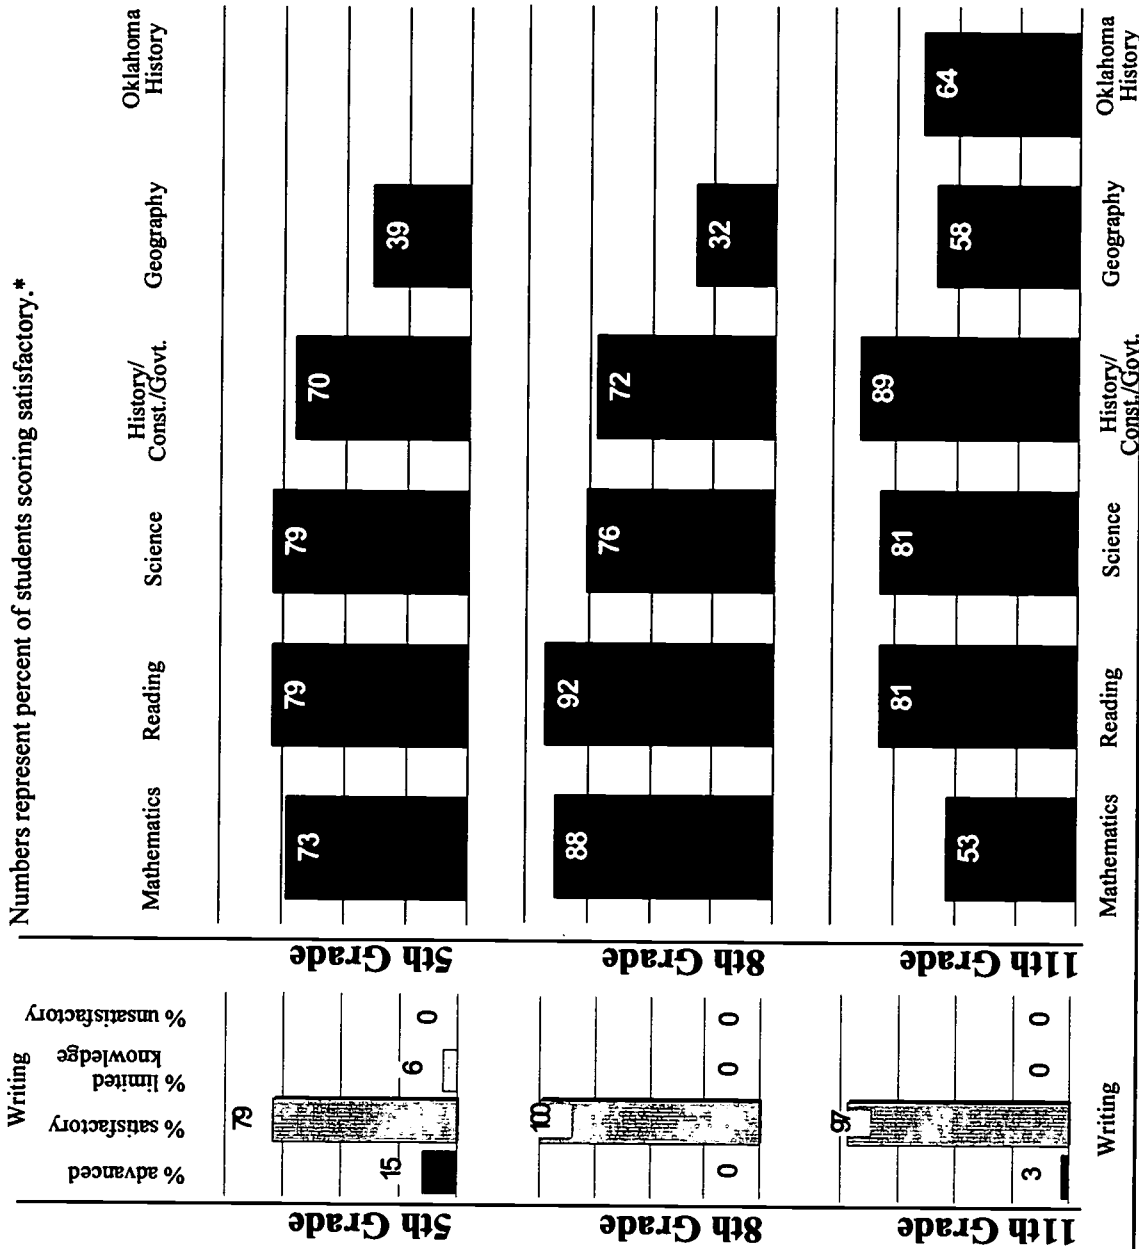 Numbers represent percent of students scoring satisfactory.*
Writing
% advanced
% satisfactory
% limited
knowledge
% unsatisfactory
Mathematics
Reading
Science
History/
Const./Govt.
Geography
Oklahoma
History
5th Grade
15
79
6
0
5th Grade
73
79
79
70
39
8th Grade
0
100
0
0
8th Grade
88
92
76
72
32
11th Grade
3
97
0
0
11th Grade
53
81
81
89
58
64
Writing
Mathematics
Reading
Science
History/
Const./Govt.
Geography
Oklahoma
History